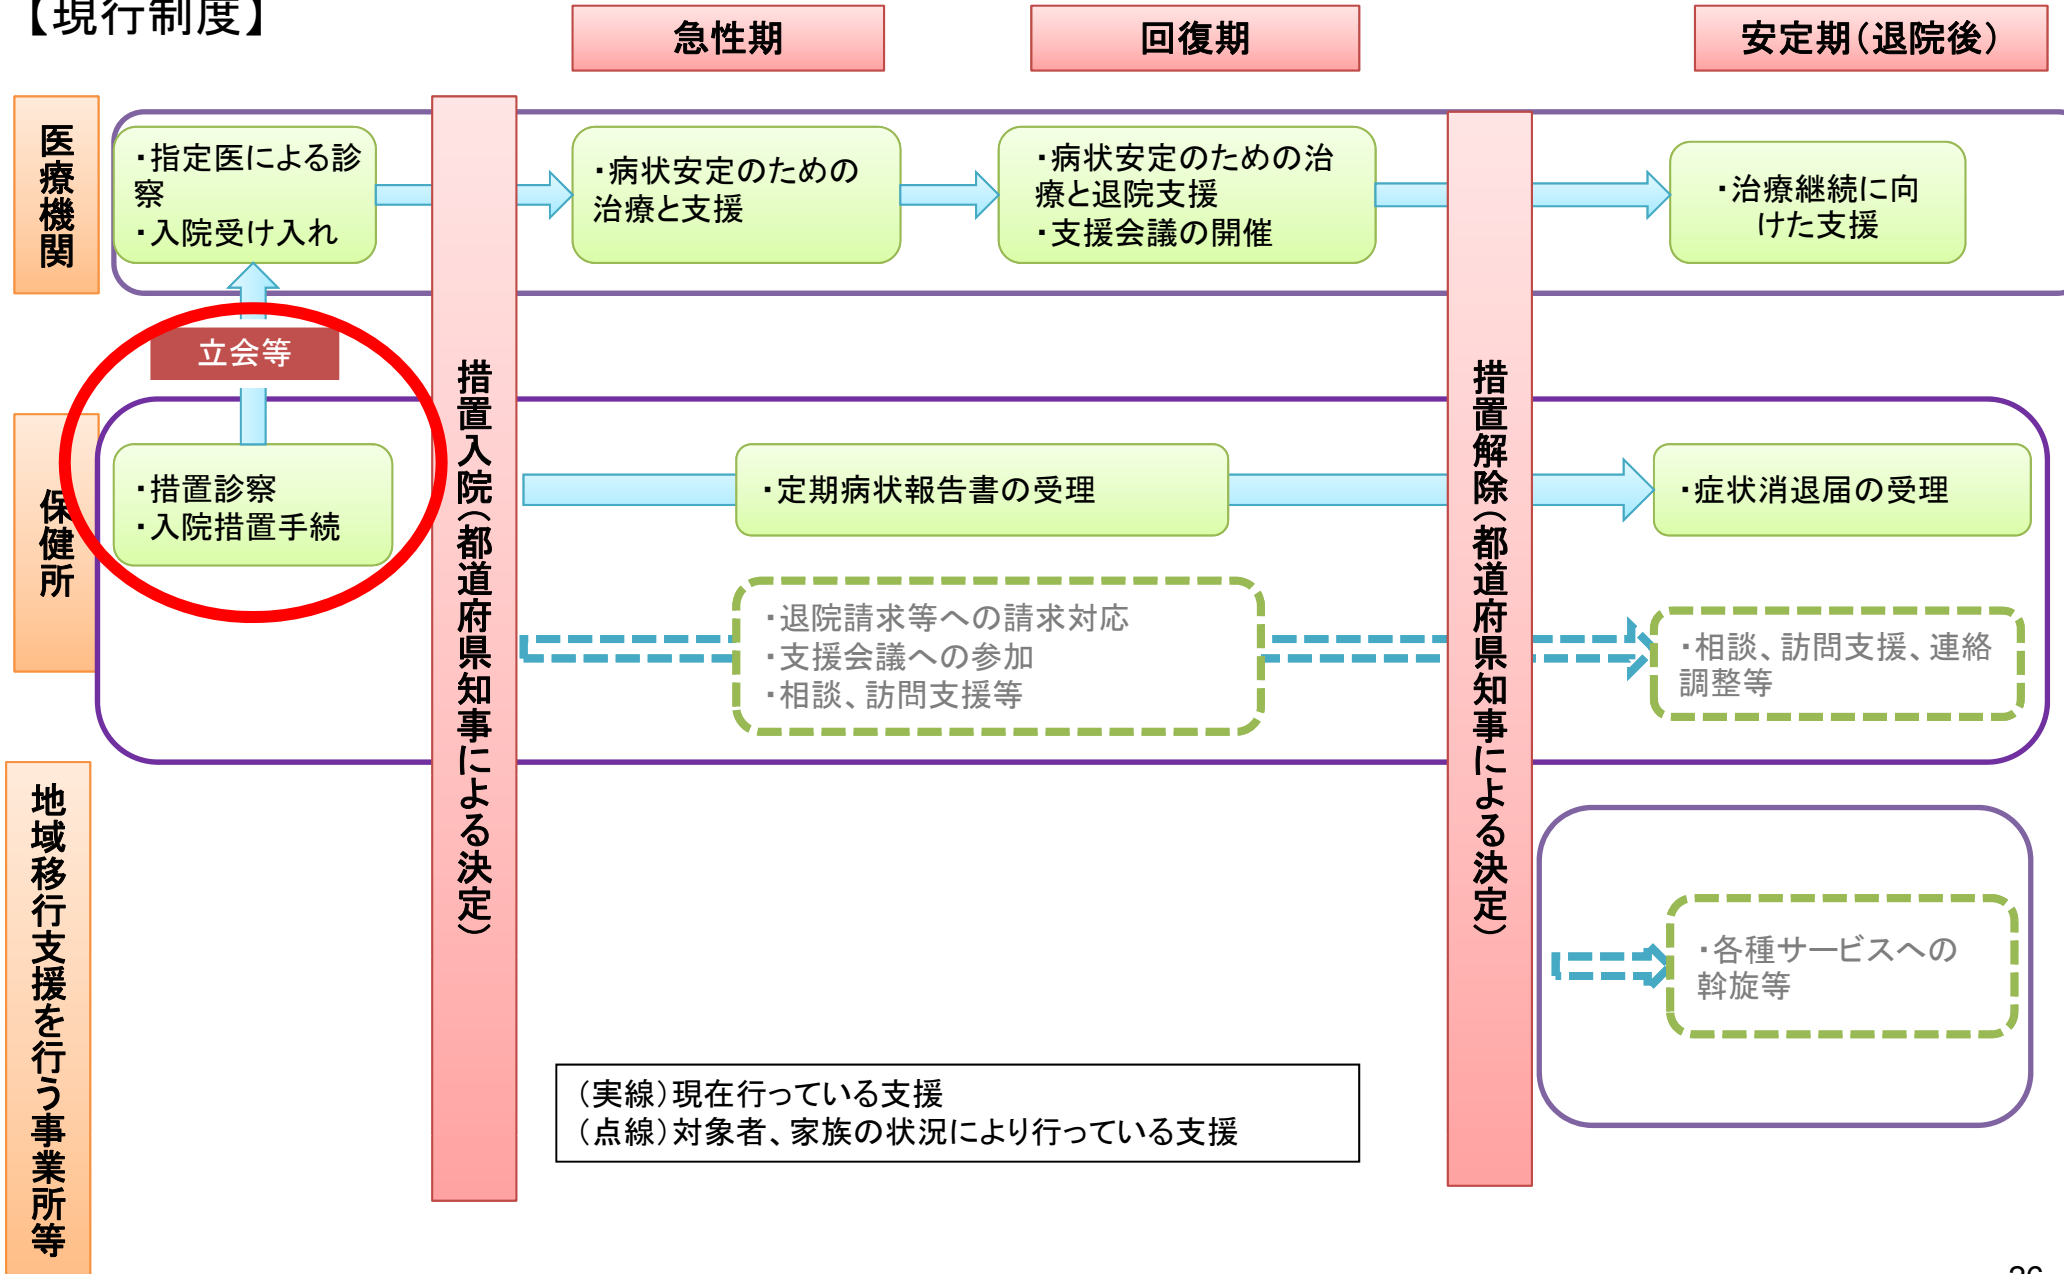 【現行制度】
急性期
回復期
安定期（退院後）
医療機関
・指定医による診
察
・入院受け入れ
・病状安定のための
治療と支援
・病状安定のための治
療と退院支援
・支援会議の開催
・治療継続に向
けた支援
立会等
措置入院（都道府県知事による決定）
措置解除（都道府県知事による決定）
保健所
・措置診察
・入院措置手続
・定期病状報告書の受理
・症状消退届の受理
・退院請求等への請求対応
・支援会議への参加
・相談、訪問支援等
・相談、訪問支援、連絡
調整等
地域移行支援を行う事業所等
・各種サービスへの
斡旋等
（実線）現在行っている支援
（点線）対象者、家族の状況により行っている支援